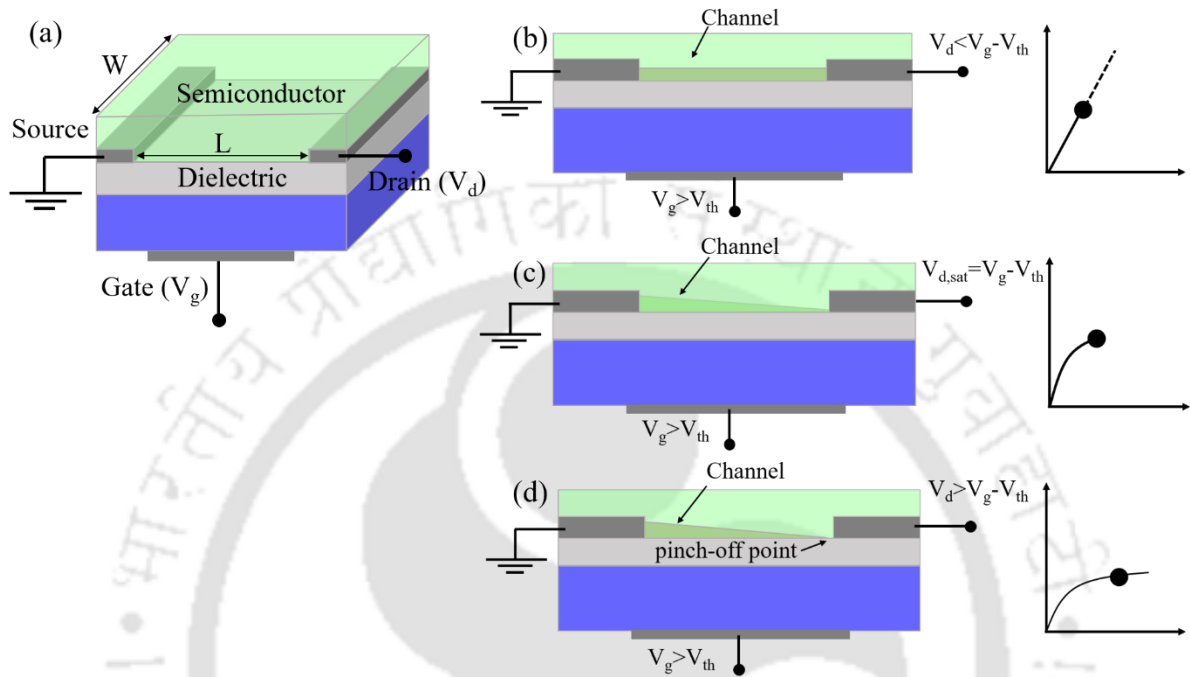 (a)
W
Semiconductor
Source
L
Dielectric
Drain (V_d)
Gate (V_g)
(b)
Channel
V_d<V_g-V_th
V_g>V_th
(c)
Channel
V_d,sat=V_g-V_th
V_g>V_th
(d)
Channel
V_d>V_g-V_th
pinch-off point
V_g>V_th